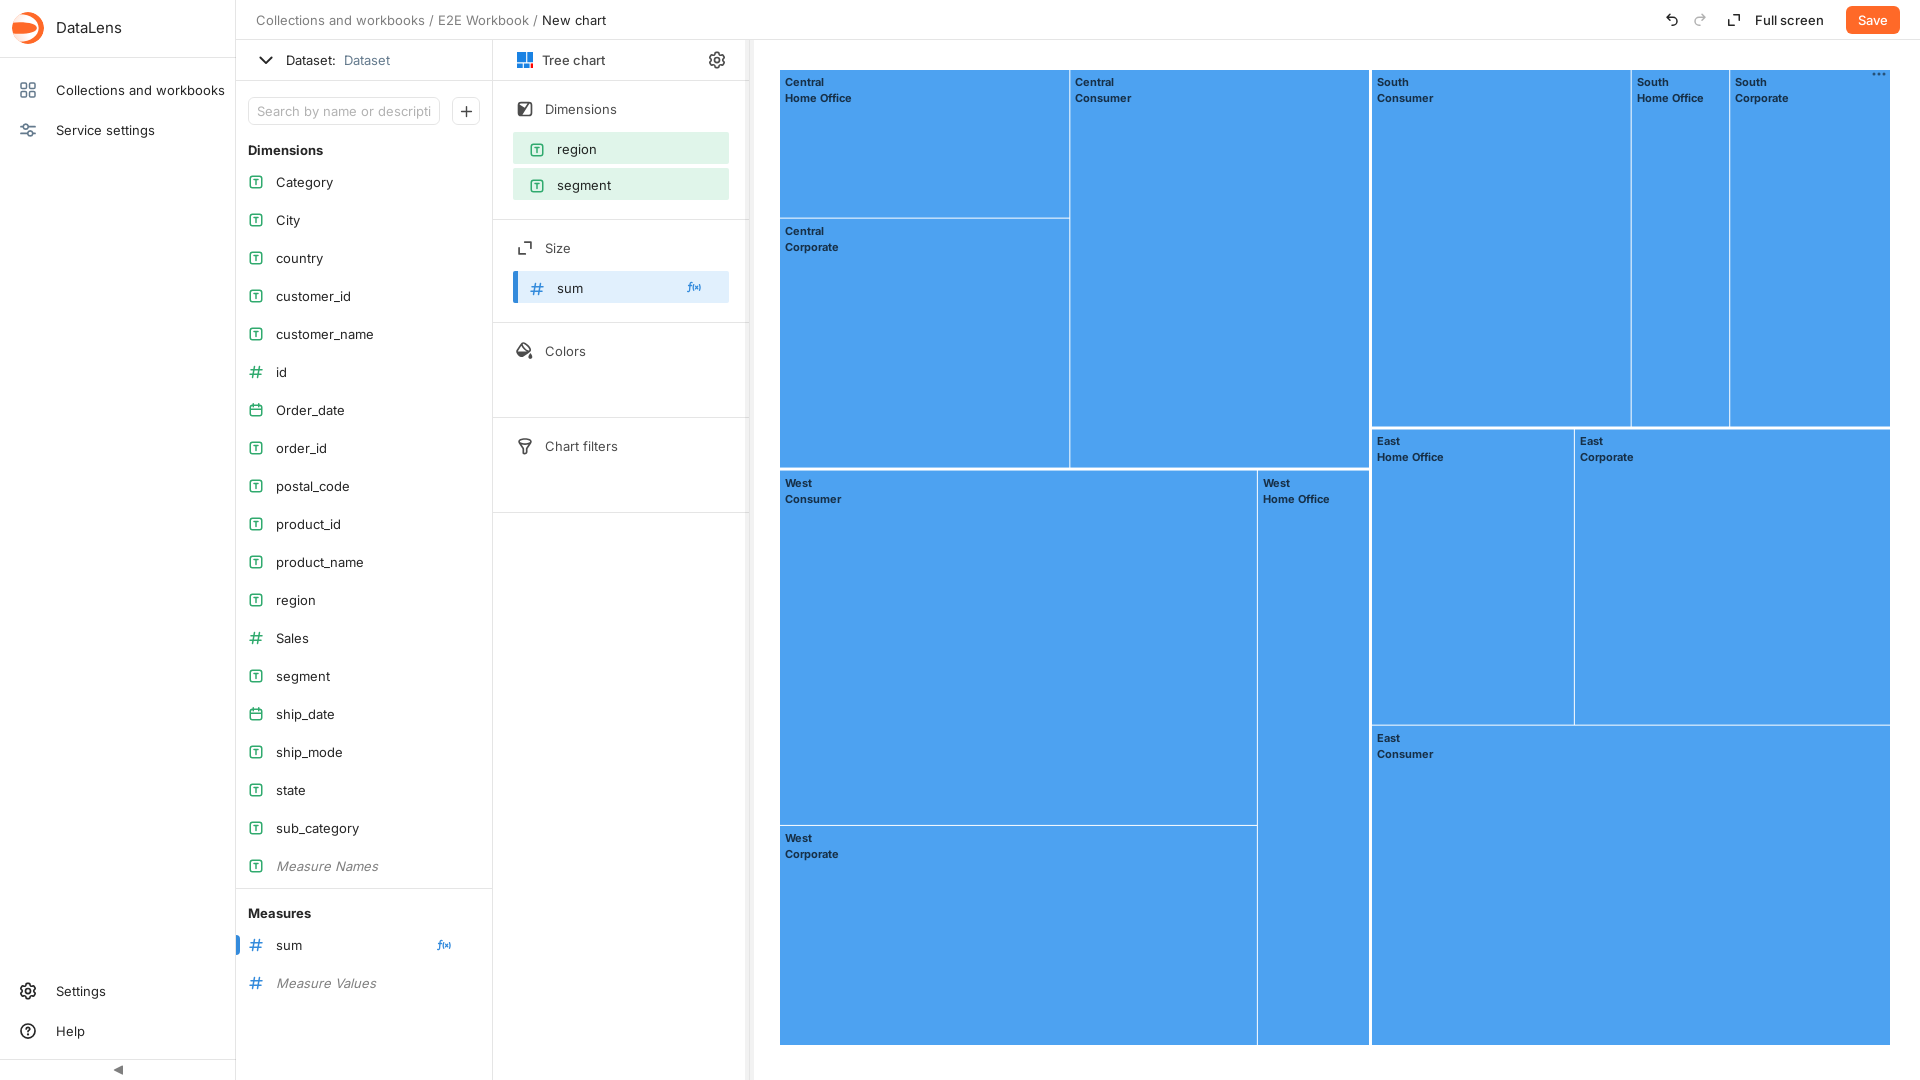 DataLens
Collections and workbooks
Service settings
Settings
Help
Collections and workbooks / E2E Workbook / New chart
Full screen
Save
Dataset: Dataset
Search by name or descripti
Dimensions
Category
City
country
customer_id
customer_name
id
Order_date
order_id
postal_code
product_id
product_name
region
Sales
segment
ship_date
ship_mode
state
sub_category
Measure Names
Measures
sum
Measure Values
Tree chart
Dimensions
region
segment
Size
sum
Colors
Chart filters
Central
Home Office
Central
Consumer
Central
Corporate
West
Consumer
West
Home Office
West
Corporate
South
Consumer
South
Home Office
South
Corporate
East
Home Office
East
Corporate
East
Consumer